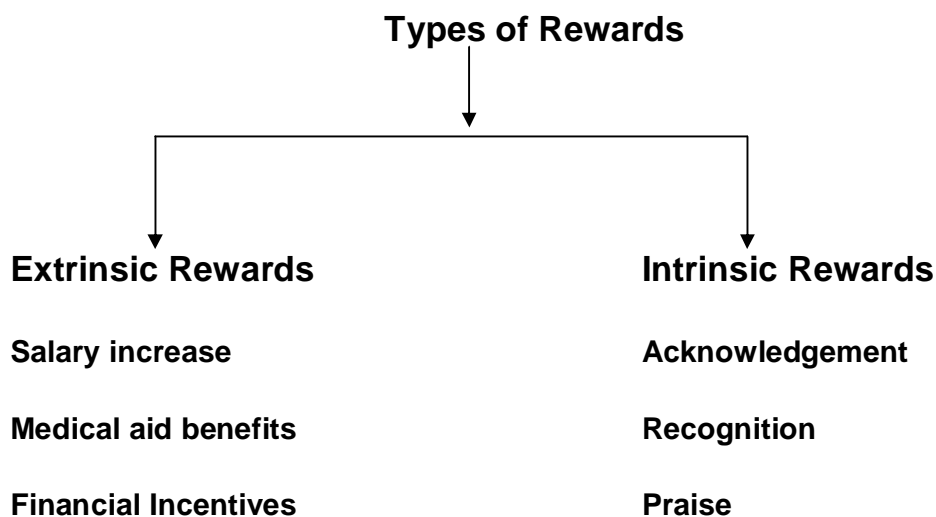 Types of Rewards
Extrinsic Rewards
Salary increase
Medical aid benefits
Financial Incentives
Intrinsic Rewards
Acknowledgement
Recognition
Praise